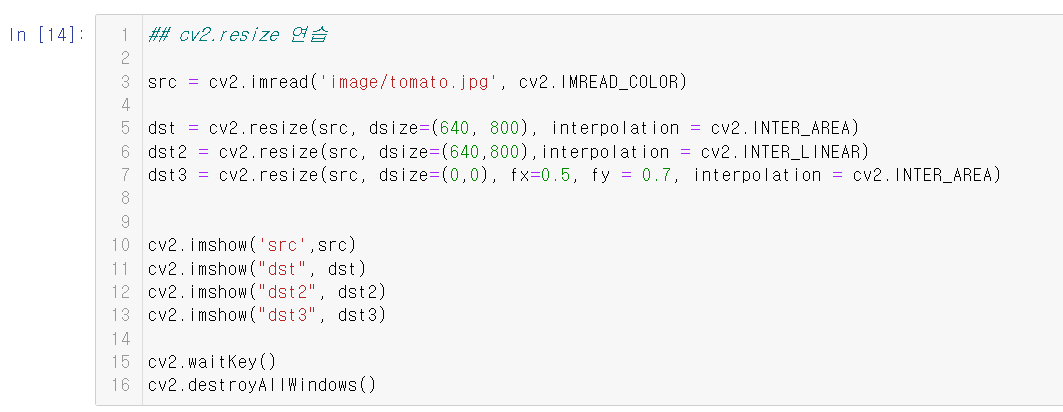 In [14]:
1 ## cv2.resize 연습
2
3 src = cv2.imread('image/tomato.jpg', cv2.IMREAD_COLOR)
4
5 dst = cv2.resize(src, dsize=(640, 800), interpolation = cv2.INTER_AREA)
6 dst2 = cv2.resize(src, dsize=(640,800),interpolation = cv2.INTER_LINEAR)
7 dst3 = cv2.resize(src, dsize=(0,0), fx=0.5, fy = 0.7, interpolation = cv2.INTER_AREA)
8
9
10 cv2.imshow('src',src)
11 cv2.imshow("dst", dst)
12 cv2.imshow("dst2", dst2)
13 cv2.imshow("dst3", dst3)
14
15 cv2.waitKey()
16 cv2.destroyAllWindows()